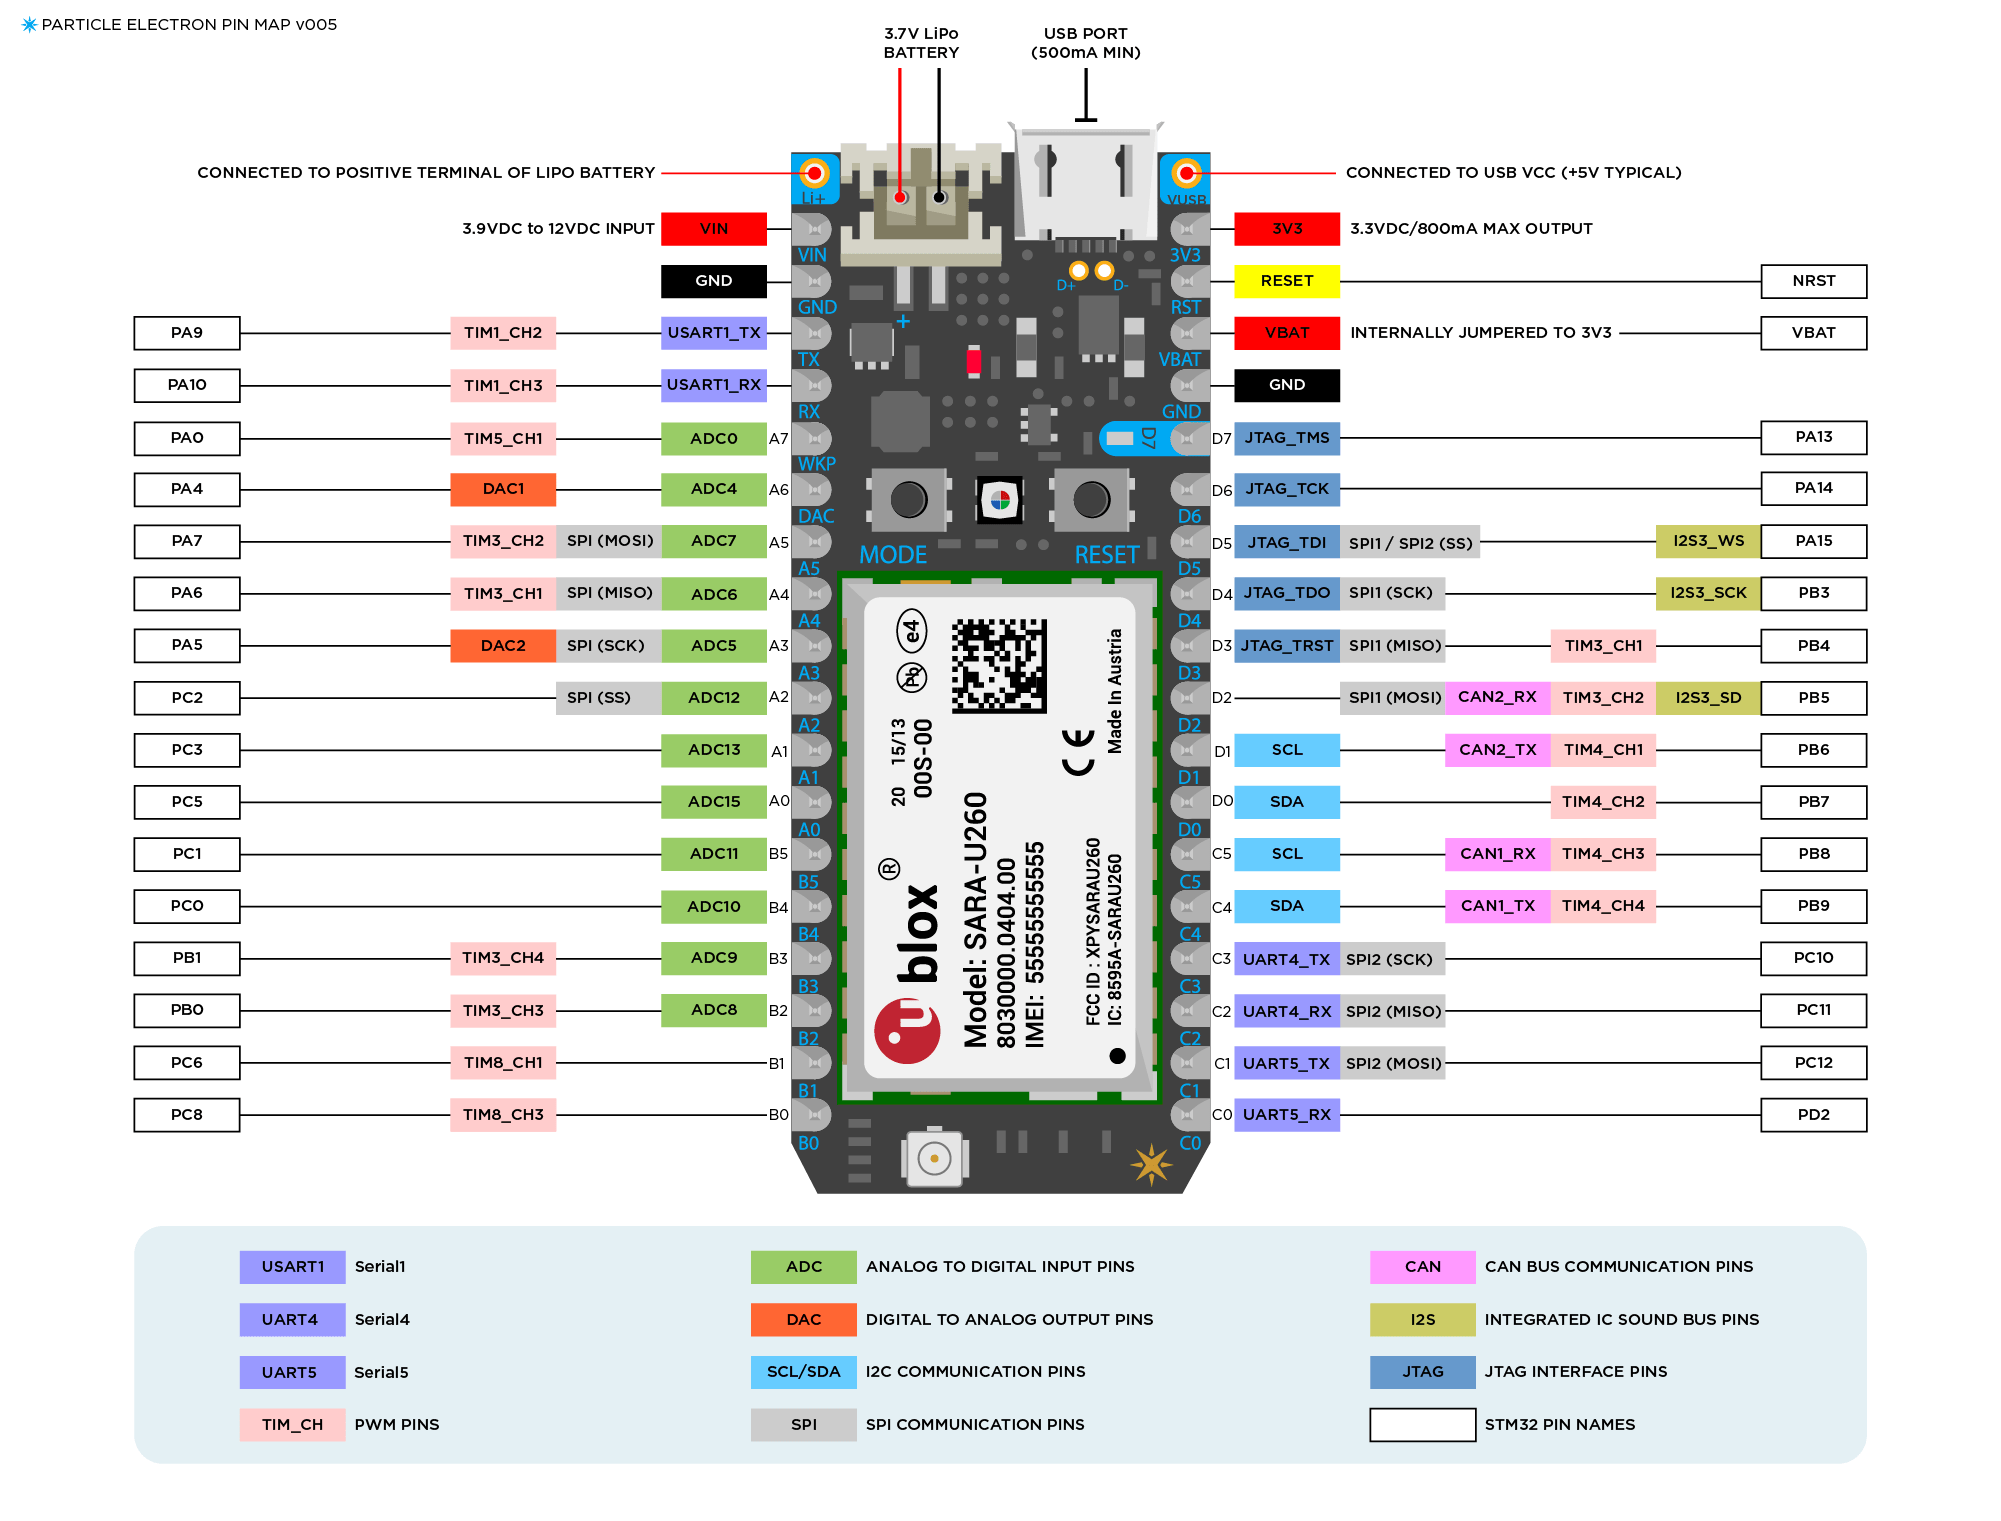 PARTICLE ELECTRON PIN MAP v005
3.7V LiPo
BATTERY
USB PORT
(500mA MIN)
CONNECTED TO POSITIVE TERMINAL OF LIPO BATTERY
Li+
VUSB
CONNECTED TO USB VCC (+5V TYPICAL)
3.9VDC to 12VDC INPUT VIN
VIN
3V3
3V3 3.3VDC/800mA MAX OUTPUT
GND
GND
D+ D-
RST
RESET NRST
PA9 TIM1_CH2 USART1_TX
TX
+
VBAT
VBAT INTERNALLY JUMPERED TO 3V3 VBAT
PA10 TIM1_CH3 USART1_RX
RX
GND
GND
PA0 TIM5_CH1 ADC0 A7
WKP
D7
D7 JTAG_TMS PA13
PA4 DAC1 ADC4 A6
DAC
D6
D6 JTAG_TCK PA14
MODE RESET
PA7 TIM3_CH2 SPI (MOSI) ADC7 A5
A5
D5
D5 JTAG_TDI SPI1 / SPI2 (SS) I2S3_WS PA15
PA6 TIM3_CH1 SPI (MISO) ADC6 A4
A4
D4
D4 JTAG_TDO SPI1 (SCK) I2S3_SCK PB3
PA5 DAC2 SPI (SCK) ADC5 A3
A3
D3
D3 JTAG_TRST SPI1 (MISO) TIM3_CH1 PB4
PC2 SPI (SS) ADC12 A2
A2
D2
D2 SPI1 (MOSI) CAN2_RX TIM3_CH2 I2S3_SD PB5
PC3 ADC13 A1
A1
D1
D1 SCL CAN2_TX TIM4_CH1 PB6
PC5 ADC15 A0
A0
D0
D0 SDA TIM4_CH2 PB7
PC1 ADC11 B5
B5
C5
C5 SCL CAN1_RX TIM4_CH3 PB8
PC0 ADC10 B4
B4
C4
C4 SDA CAN1_TX TIM4_CH4 PB9
PB1 TIM3_CH4 ADC9 B3
B3
C3
C3 UART4_TX SPI2 (SCK) PC10
PB0 TIM3_CH3 ADC8 B2
B2
C2
C2 UART4_RX SPI2 (MISO) PC11
PC6 TIM8_CH1 B1
B1
C1
C1 UART5_TX SPI2 (MOSI) PC12
PC8 TIM8_CH3 B0
B0
C0
C0 UART5_RX PD2
u blox ®
20 15/13
00S-00
Pb
e4
Model: SARA-U260
8030000.0404.00
IMEI: 555555555555555
CE
FCC ID : XPYSARAU260
IC: 8595A-SARAU260
Made In Austria
USART1 Serial1
UART4 Serial4
UART5 Serial5
TIM_CH PWM PINS
ADC ANALOG TO DIGITAL INPUT PINS
DAC DIGITAL TO ANALOG OUTPUT PINS
SCL/SDA I2C COMMUNICATION PINS
SPI SPI COMMUNICATION PINS
CAN CAN BUS COMMUNICATION PINS
I2S INTEGRATED IC SOUND BUS PINS
JTAG JTAG INTERFACE PINS
STM32 PIN NAMES